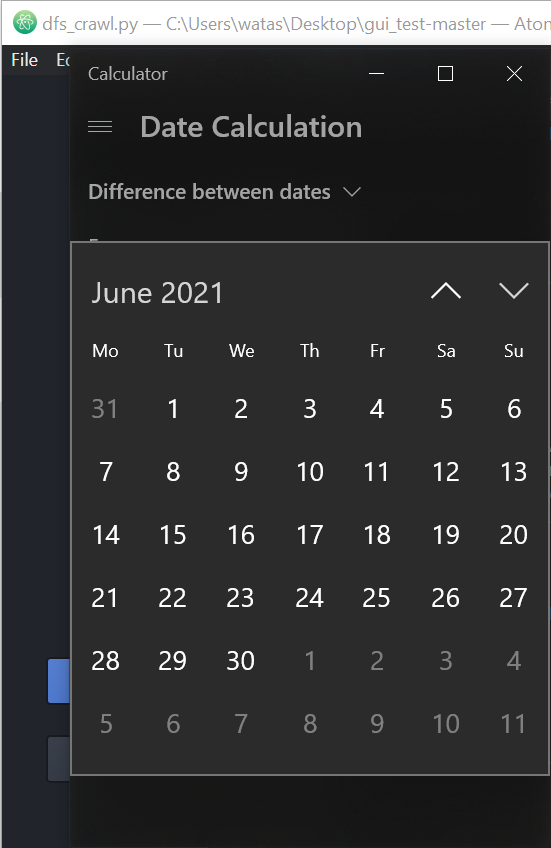 dfs_crawl.py — C:\Users\watas\Desktop\gui_test-master — Atom
File
Calculator
Date Calculation
Difference between dates
June 2021
Mo Tu We Th Fr Sa Su
31 1 2 3 4 5 6
7 8 9 10 11 12 13
14 15 16 17 18 19 20
21 22 23 24 25 26 27
28 29 30 1 2 3 4
5 6 7 8 9 10 11